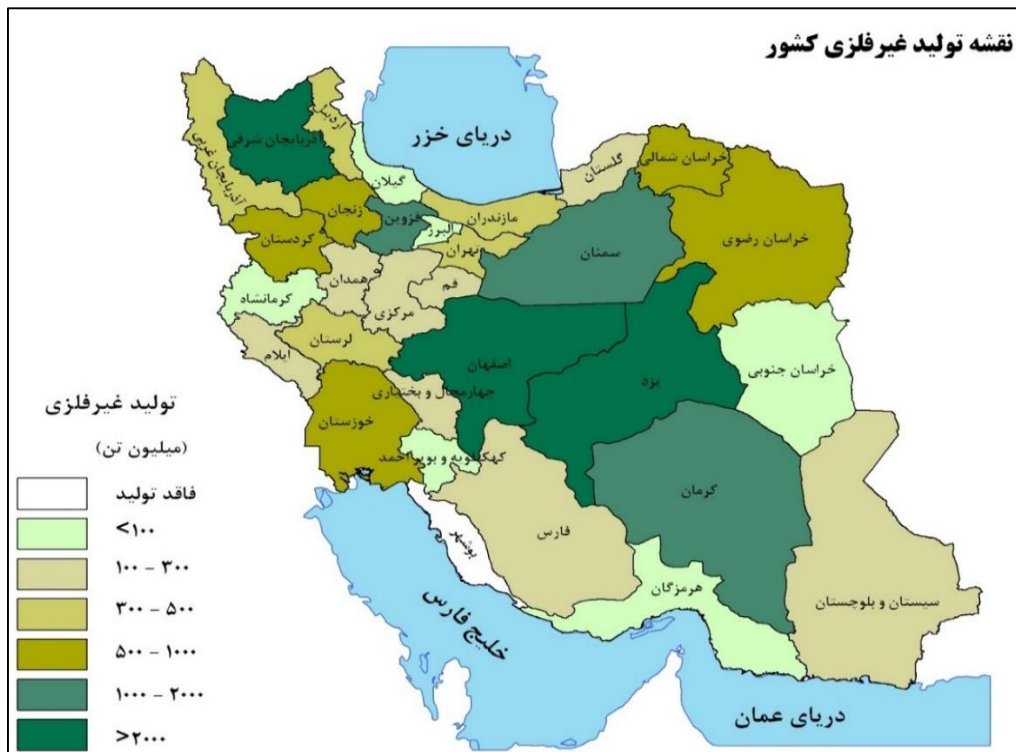 نقشه تولید غیرفلزی کشور
دریای خزر
اردبیل
آذربایجان شرقی
آذربایجان غربی
گیلان
گلستان
خراسان شمالی
خراسان رضوی
مازندران
زنجان
قزوین
البرز
تهران
سمنان
کردستان
همدان
قم
مرکزی
کرمانشاه
لرستان
ایلام
اصفهان
یزد
خراسان جنوبی
چهارمحال و بختیاری
خوزستان
کهکیلویه و بویر احمد
کرمان
فارس
بوشهر
هرمزگان
سیستان و بلوچستان
خلیج فارس
دریای عمان
تولید غیرفلزی
(میلیون تن)
فاقد تولید
<۱۰۰
۱۰۰ - ۳۰۰
۳۰۰ - ۵۰۰
۵۰۰ - ۱۰۰۰
۱۰۰۰ - ۲۰۰۰
>۲۰۰۰